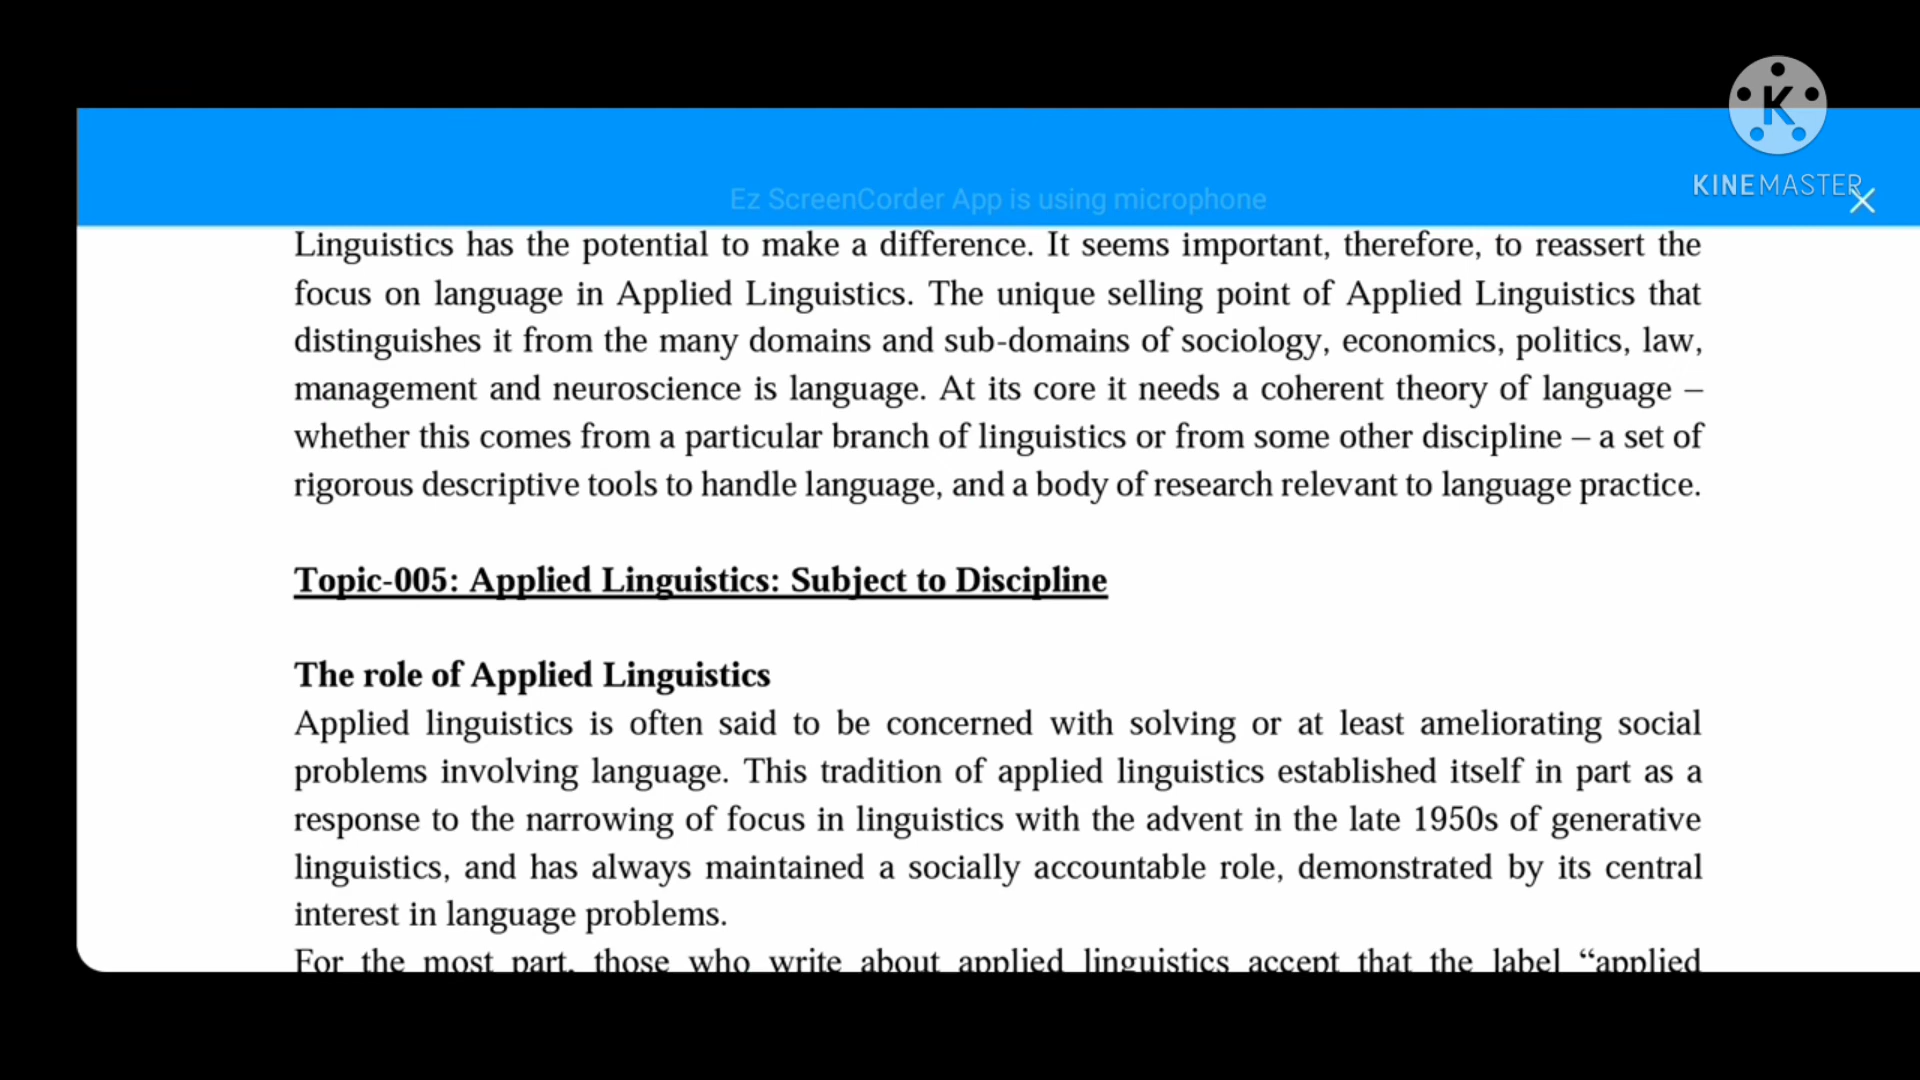 K
KINEMASTER
Ez ScreenCorder App is using microphone
Linguistics has the potential to make a difference. It seems important, therefore, to reassert the
focus on language in Applied Linguistics. The unique selling point of Applied Linguistics that
distinguishes it from the many domains and sub-domains of sociology, economics, politics, law,
management and neuroscience is language. At its core it needs a coherent theory of language –
whether this comes from a particular branch of linguistics or from some other discipline – a set of
rigorous descriptive tools to handle language, and a body of research relevant to language practice.
Topic-005: Applied Linguistics: Subject to Discipline
The role of Applied Linguistics
Applied linguistics is often said to be concerned with solving or at least ameliorating social
problems involving language. This tradition of applied linguistics established itself in part as a
response to the narrowing of focus in linguistics with the advent in the late 1950s of generative
linguistics, and has always maintained a socially accountable role, demonstrated by its central
interest in language problems.
For the most part, those who write about applied linguistics accept that the label “applied